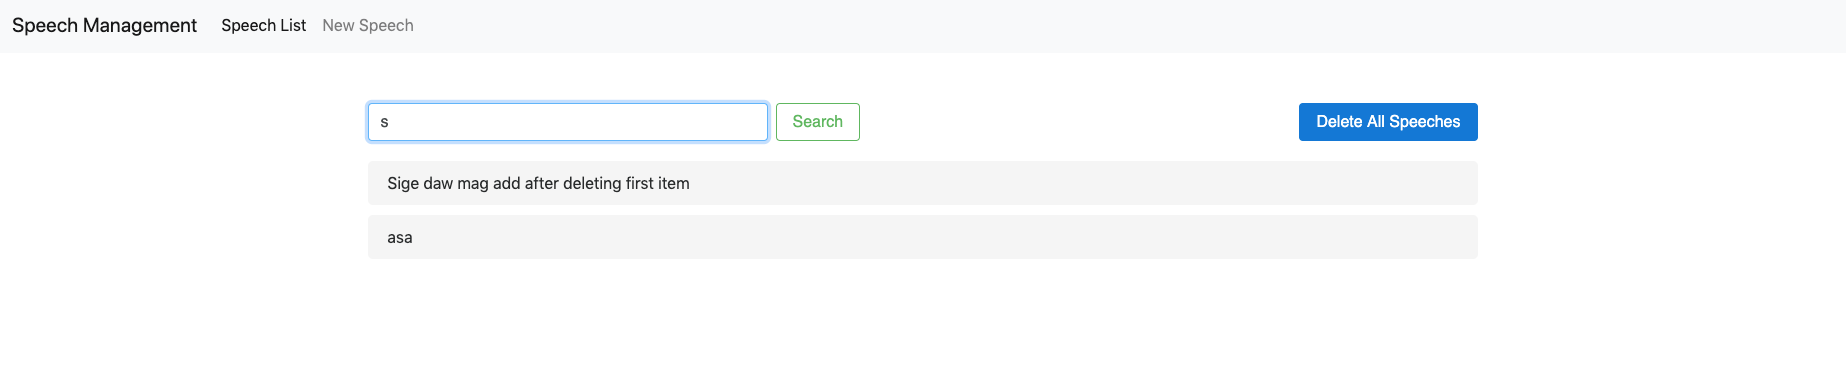 Speech Management Speech List New Speech
s Search Delete All Speeches
Sige daw mag add after deleting first item
asa